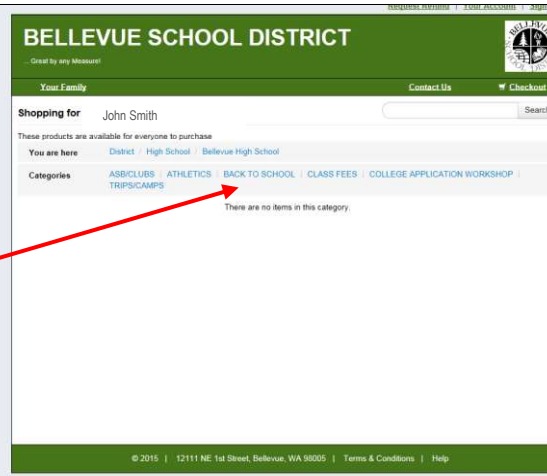 Request Refund | Your Account | Sign
BELLEVUE SCHOOL DISTRICT
... Great by any Measure!
Your Family Contact Us Checkout
Shopping for John Smith Search
These products are available for everyone to purchase
You are here District / High School / Bellevue High School
Categories ASB/CLUBS | ATHLETICS | BACK TO SCHOOL | CLASS FEES | COLLEGE APPLICATION WORKSHOP |
TRIPS/CAMPS
There are no items in this category.
© 2015 | 12111 NE 1st Street, Bellevue, WA 98005 | Terms & Conditions | Help